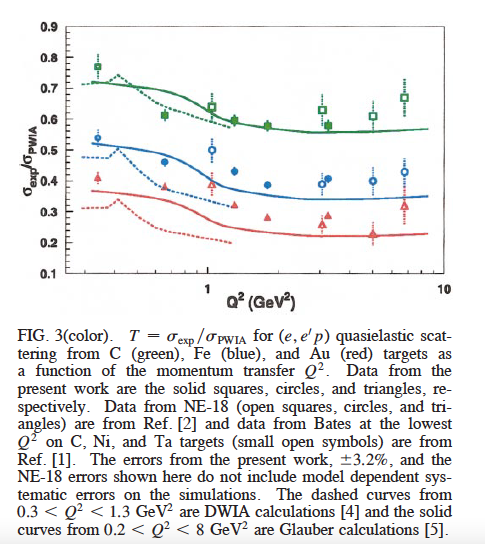 0.9
0.8
0.7
0.6
0.5
0.4
0.3
0.2
0.1
σexp/σPWIA
1
10
Q² (GeV²)
FIG. 3(color). T = σexp/σPWIA for (e, e′p) quasielastic scat-
tering from C (green), Fe (blue), and Au (red) targets as
a function of the momentum transfer Q². Data from the
present work are the solid squares, circles, and triangles, re-
spectively. Data from NE-18 (open squares, circles, and tri-
angles) are from Ref. [2] and data from Bates at the lowest
Q² on C, Ni, and Ta targets (small open symbols) are from
Ref. [1]. The errors from the present work, ±3.2%, and the
NE-18 errors shown here do not include model dependent sys-
tematic errors on the simulations. The dashed curves from
0.3 < Q² < 1.3 GeV² are DWIA calculations [4] and the solid
curves from 0.2 < Q² < 8 GeV² are Glauber calculations [5].